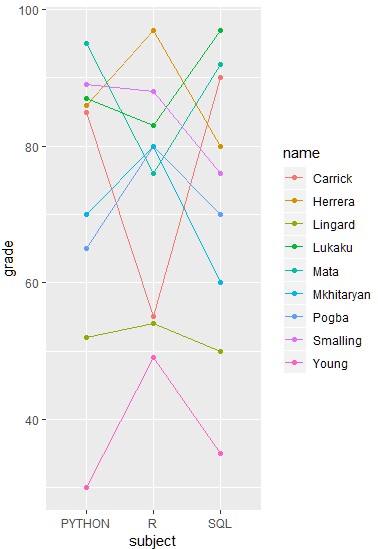 100
80
60
40
grade
PYTHON R SQL
subject
name
Carrick
Herrera
Lingard
Lukaku
Mata
Mkhitaryan
Pogba
Smalling
Young